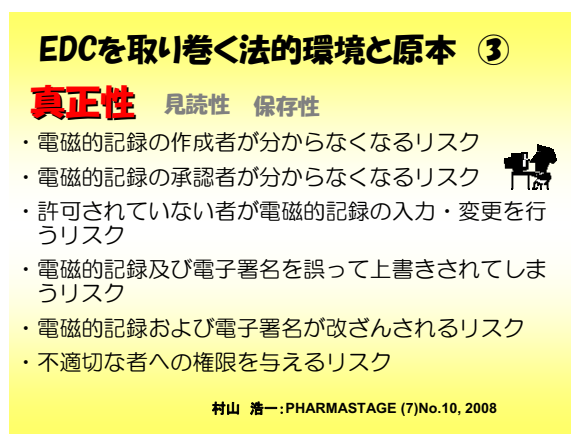 EDCを取り巻く法的環境と原本 ③
真正性 見読性 保存性
・電磁的記録の作成者が分からなくなるリスク
・電磁的記録の承認者が分からなくなるリスク
・許可されていない者が電磁的記録の入力・変更を行
うリスク
・電磁的記録及び電子署名を誤って上書きされてしま
うリスク
・電磁的記録および電子署名が改ざんされるリスク
・不適切な者への権限を与えるリスク
村山 浩一:PHARMASTAGE (7)No.10, 2008